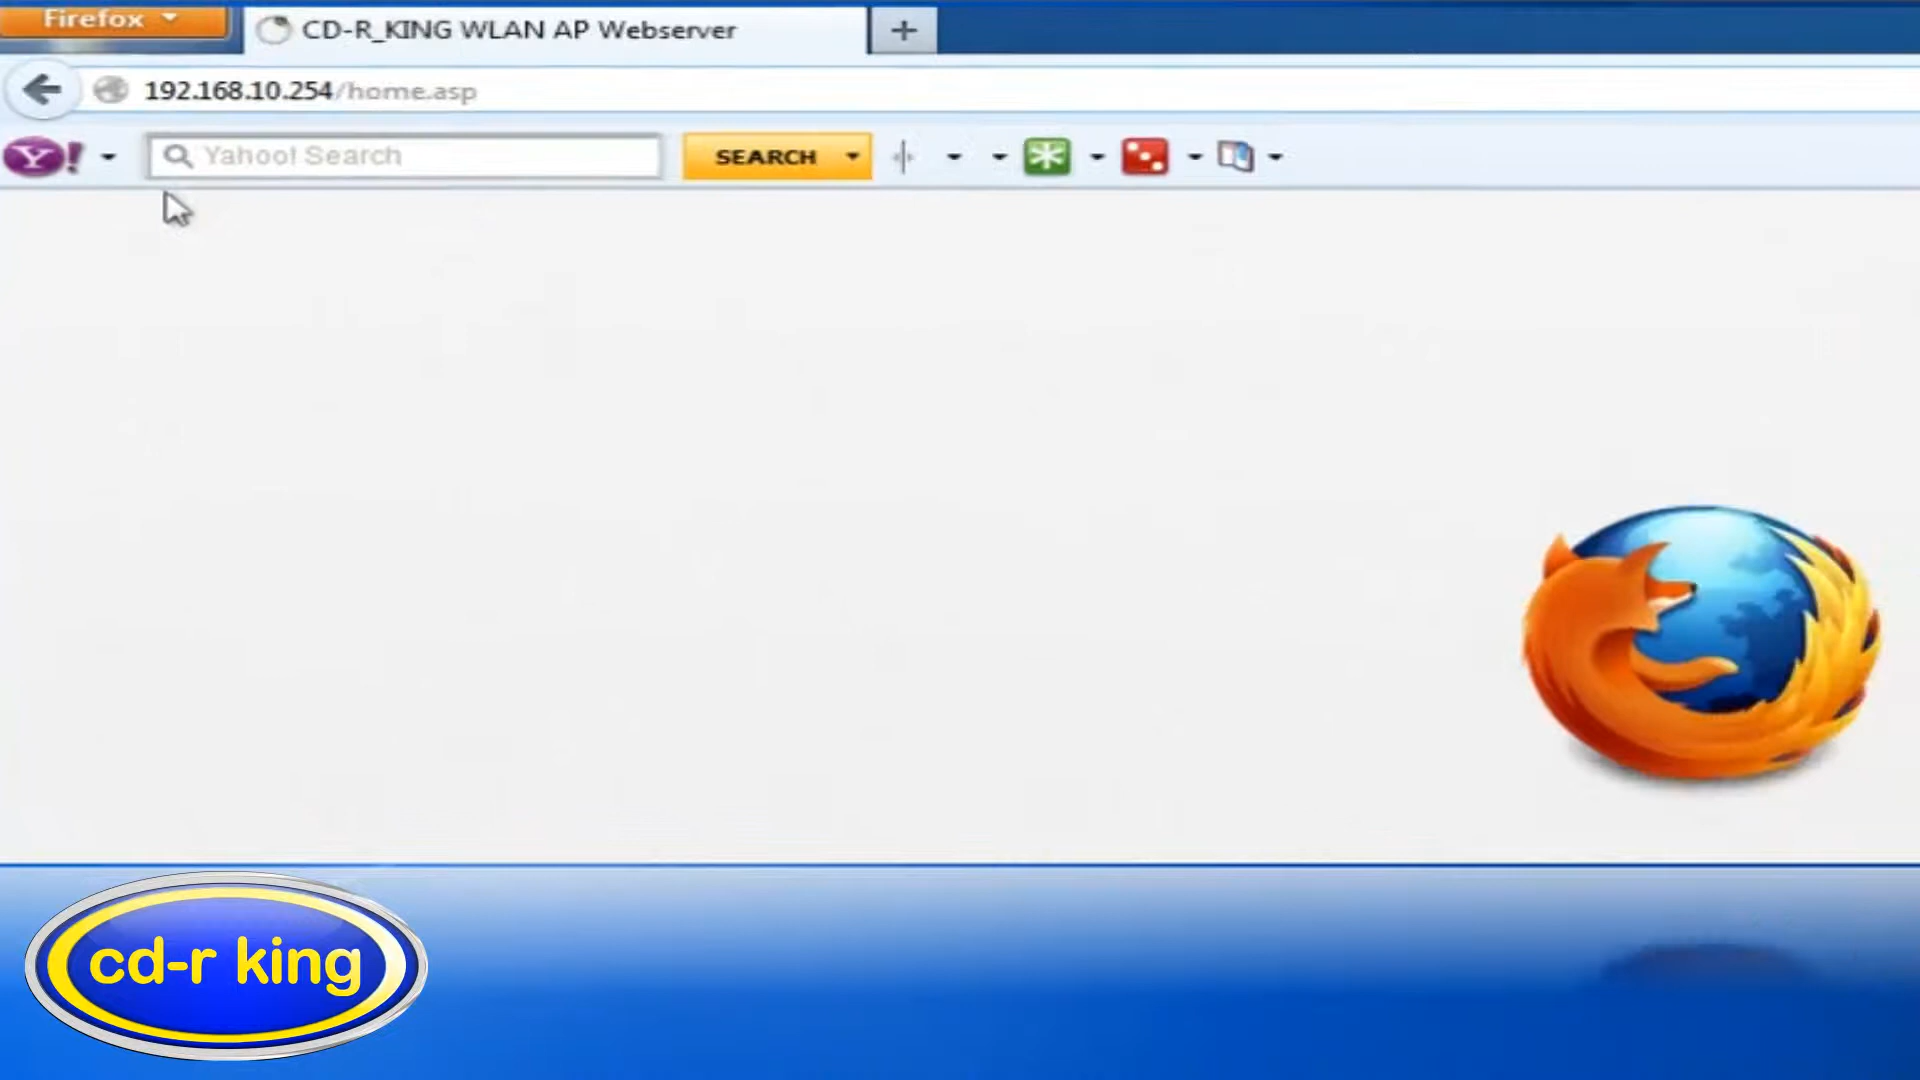 Firefox
CD-R_KING WLAN AP Webserver
192.168.10.254/home.asp
Y! Yahoo! Search SEARCH
cd-r king